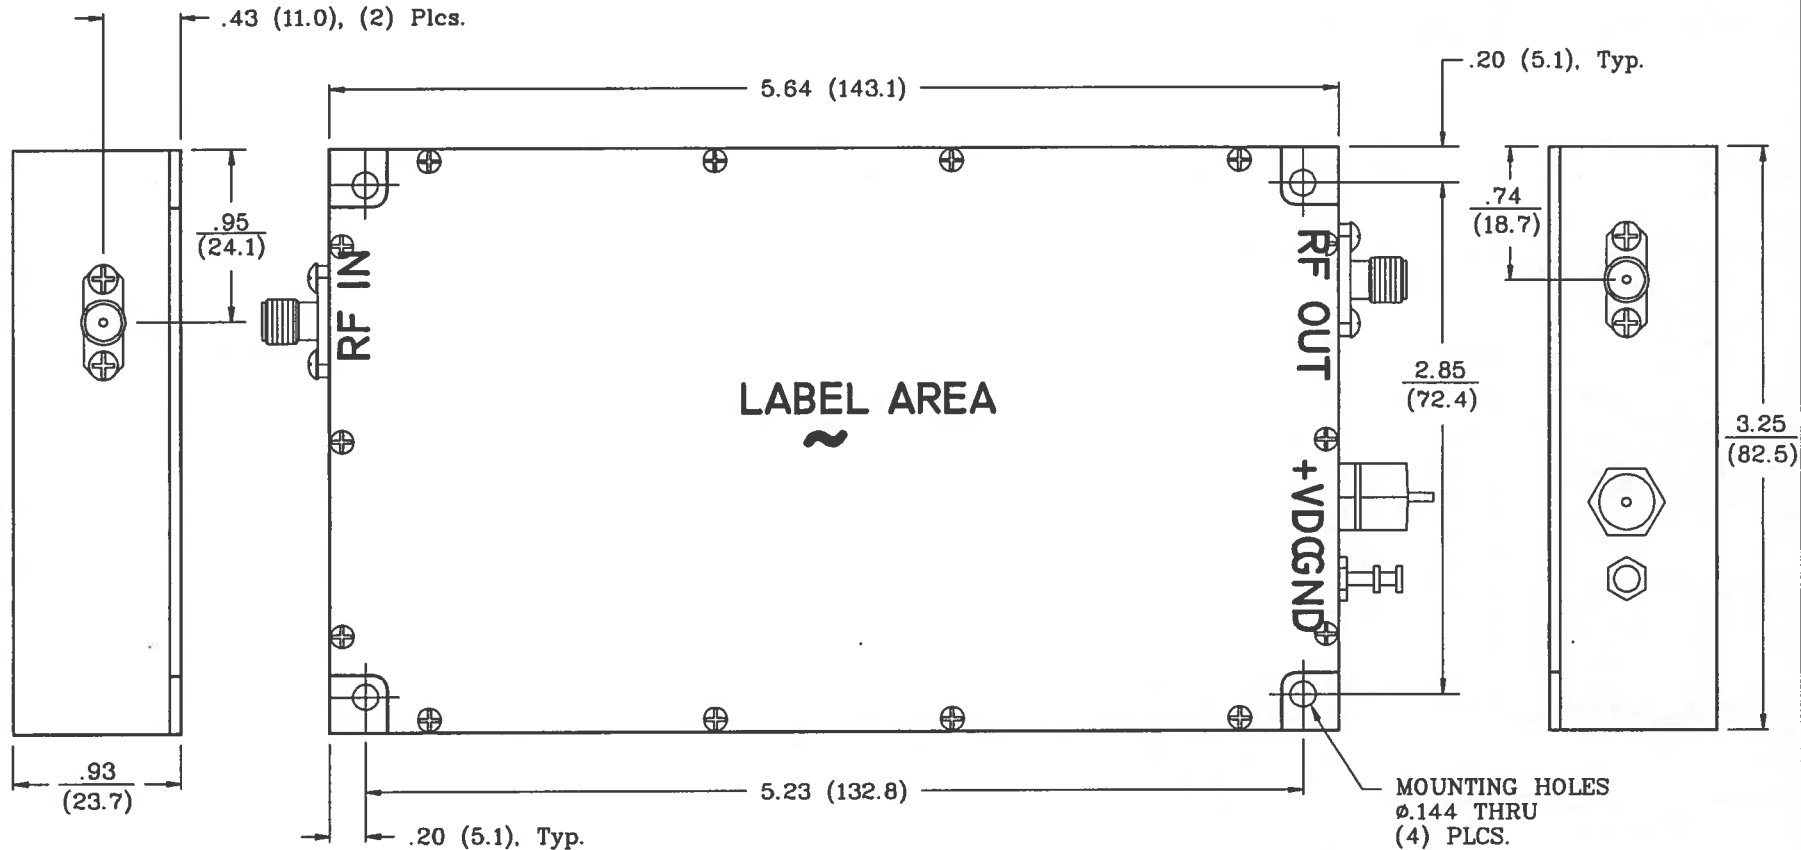 .43 (11.0), (2) Plcs.
.20 (5.1), Typ.
5.64 (143.1)
.95
(24.1)
.74
(18.7)
RF IN
RF OUT
LABEL AREA
~
2.85
(72.4)
3.25
(82.5)
+VDC
GND
.93
(23.7)
5.23 (132.8)
.20 (5.1), Typ.
MOUNTING HOLES
ø.144 THRU
(4) PLCS.